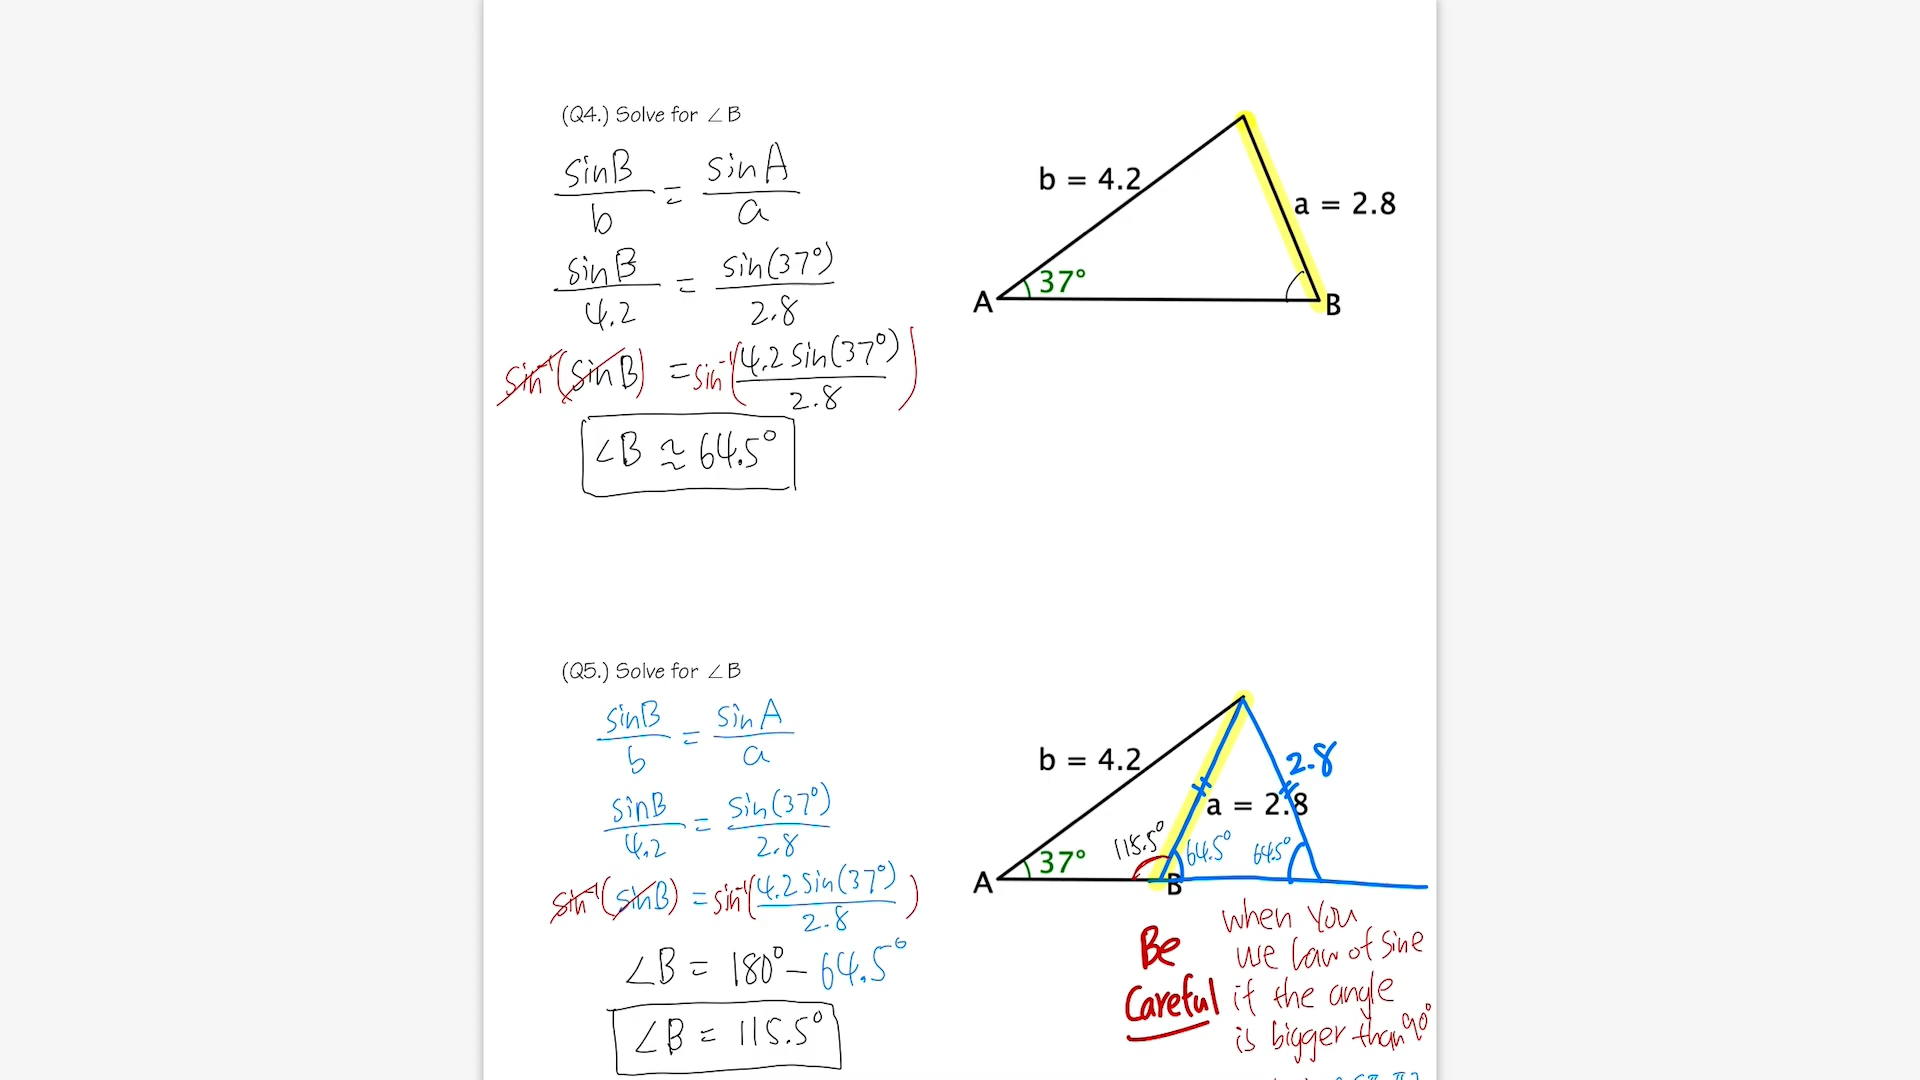 (Q4.) Solve for ∠B
sinB/b = sinA/a
sinB/4.2 = sin(37°)/2.8
sin⁻¹(sinB) = sin⁻¹(4.2 sin(37°)/2.8)
∠B ≈ 64.5°
b = 4.2
a = 2.8
37°
A
B
(Q5.) Solve for ∠B
sinB/b = sinA/a
sinB/4.2 = sin(37°)/2.8
sin⁻¹(sinB) = sin⁻¹(4.2 sin(37°)/2.8)
∠B = 180° - 64.5°
∠B = 115.5°
b = 4.2
2.8
a = 2.8
37°
115.5°
64.5°
64.5°
A
B
Be
Careful
when you
use law of sine
if the angle
is bigger than 90°